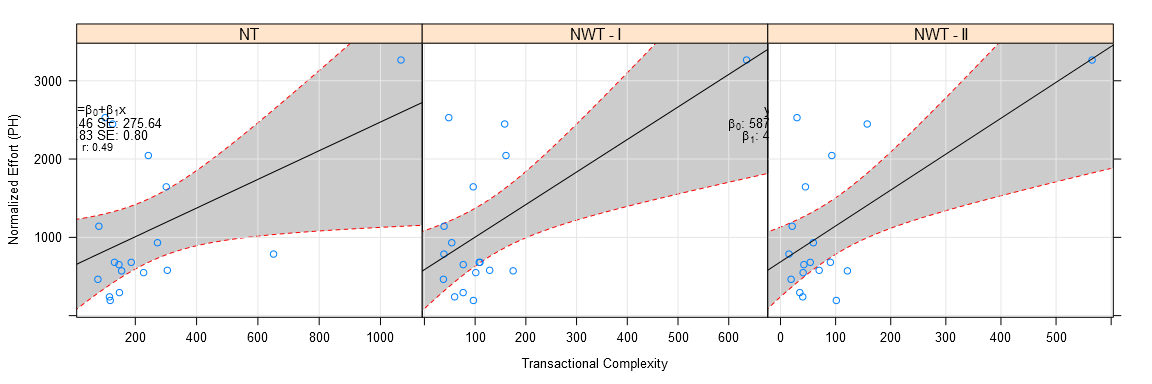 NT
NWT - I
NWT - II
Normalized Effort (PH)
3000
2000
1000
=β₀+β₁x
46 SE: 275.64
83 SE: 0.80
r: 0.49
β₀: 587
β₁: 4
200 400 600 800 1000
100 200 300 400 500 600
0 100 200 300 400 500
Transactional Complexity